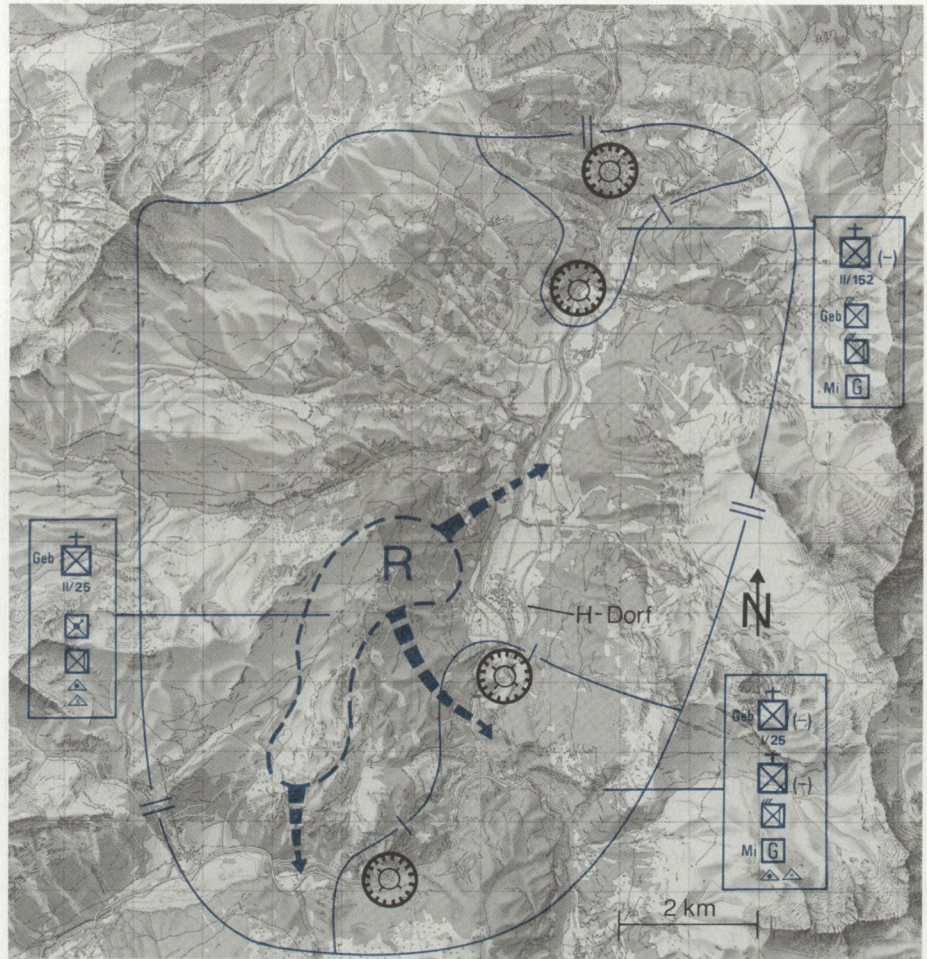 (–)
II/152
Geb
Mi G
Geb
II/25
R
H-Dorf
N
Geb (–)
I/25
(–)
Mi G
2 km